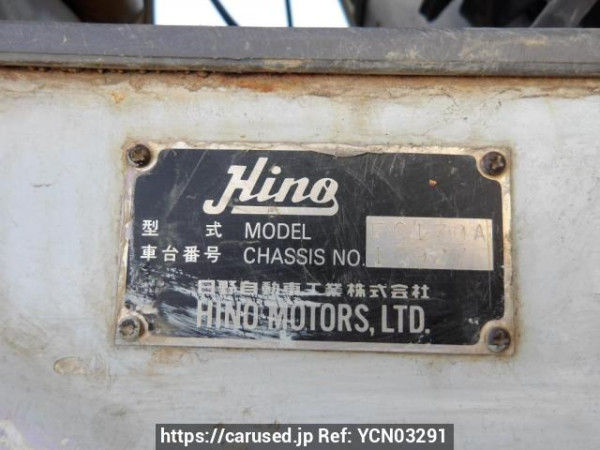 Hino
型 式 MODEL
車台番号 CHASSIS NO.
日野自動車工業株式会社
HINO MOTORS, LTD.
https://carused.jp Ref: YCN03291